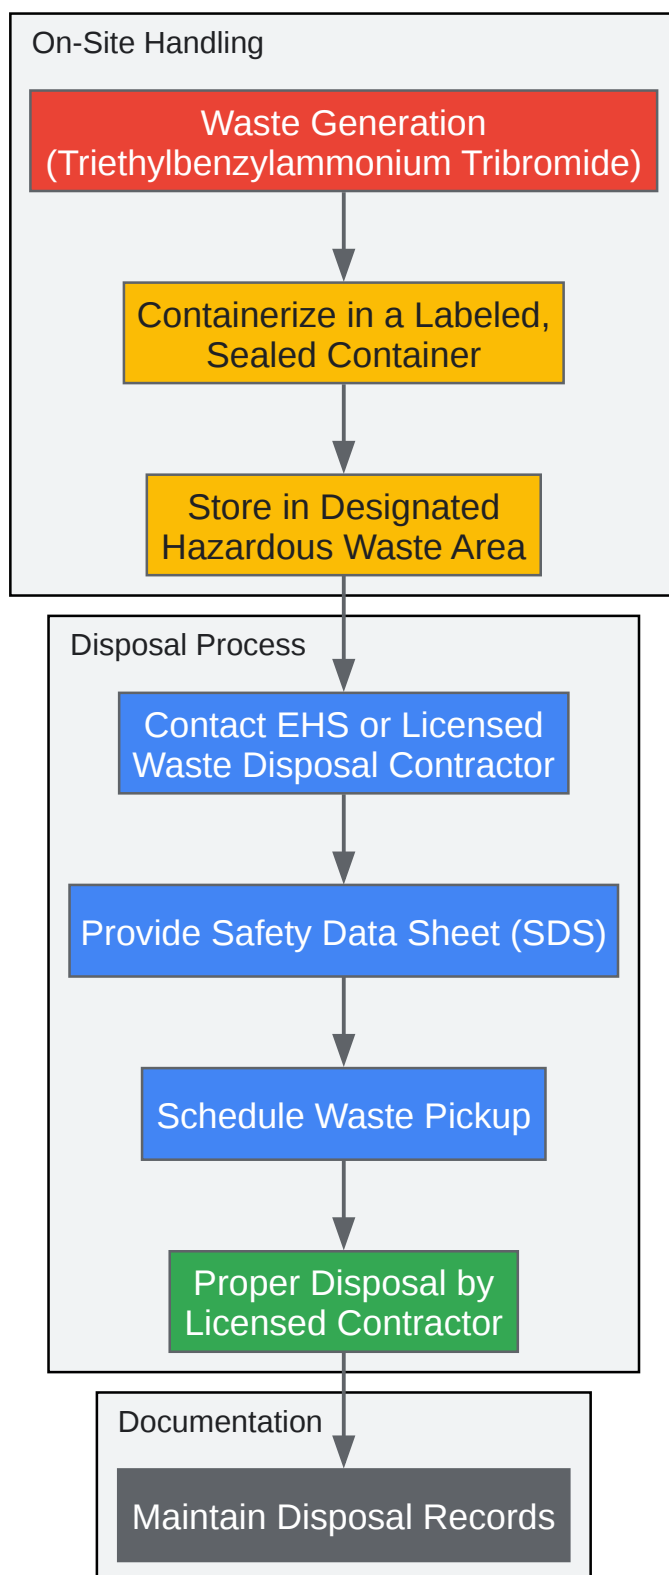 On-Site Handling
Waste Generation
(Triethylbenzylammonium Tribromide)
Containerize in a Labeled,
Sealed Container
Store in Designated
Hazardous Waste Area
Disposal Process
Contact EHS or Licensed
Waste Disposal Contractor
Provide Safety Data Sheet (SDS)
Schedule Waste Pickup
Proper Disposal by
Licensed Contractor
Documentation
Maintain Disposal Records